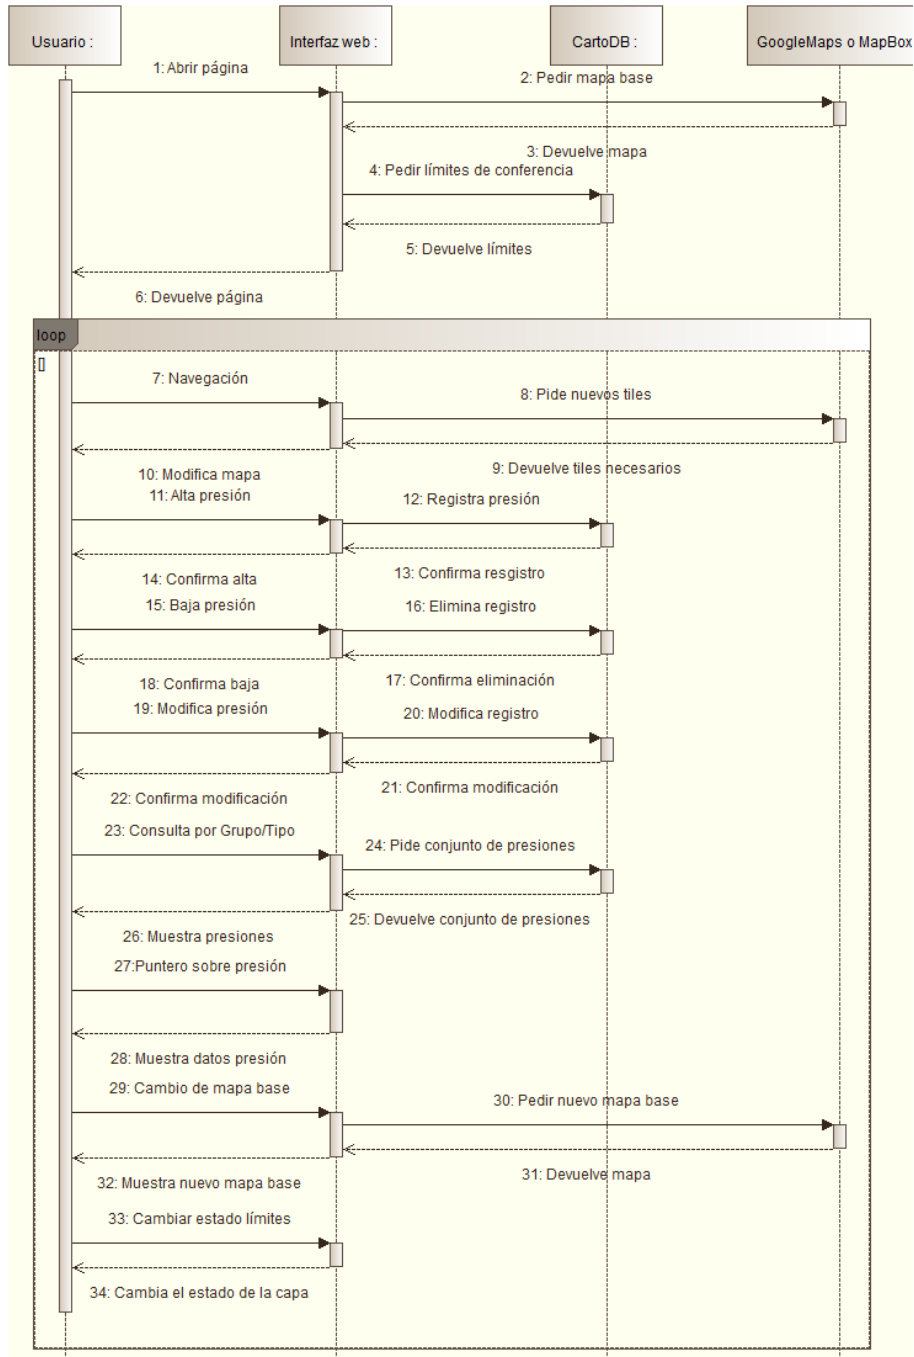 Usuario :
Interfaz web :
CartoDB :
GoogleMaps o MapBox
1: Abrir página
2: Pedir mapa base
3: Devuelve mapa
4: Pedir límites de conferencia
5: Devuelve límites
6: Devuelve página
loop
[]
7: Navegación
8: Pide nuevos tiles
9: Devuelve tiles necesarios
10: Modifica mapa
11: Alta presión
12: Registra presión
13: Confirma resgistro
14: Confirma alta
15: Baja presión
16: Elimina registro
17: Confirma eliminación
18: Confirma baja
19: Modifica presión
20: Modifica registro
21: Confirma modificación
22: Confirma modificación
23: Consulta por Grupo/Tipo
24: Pide conjunto de presiones
25: Devuelve conjunto de presiones
26: Muestra presiones
27:Puntero sobre presión
28: Muestra datos presión
29: Cambio de mapa base
30: Pedir nuevo mapa base
31: Devuelve mapa
32: Muestra nuevo mapa base
33: Cambiar estado límites
34: Cambia el estado de la capa